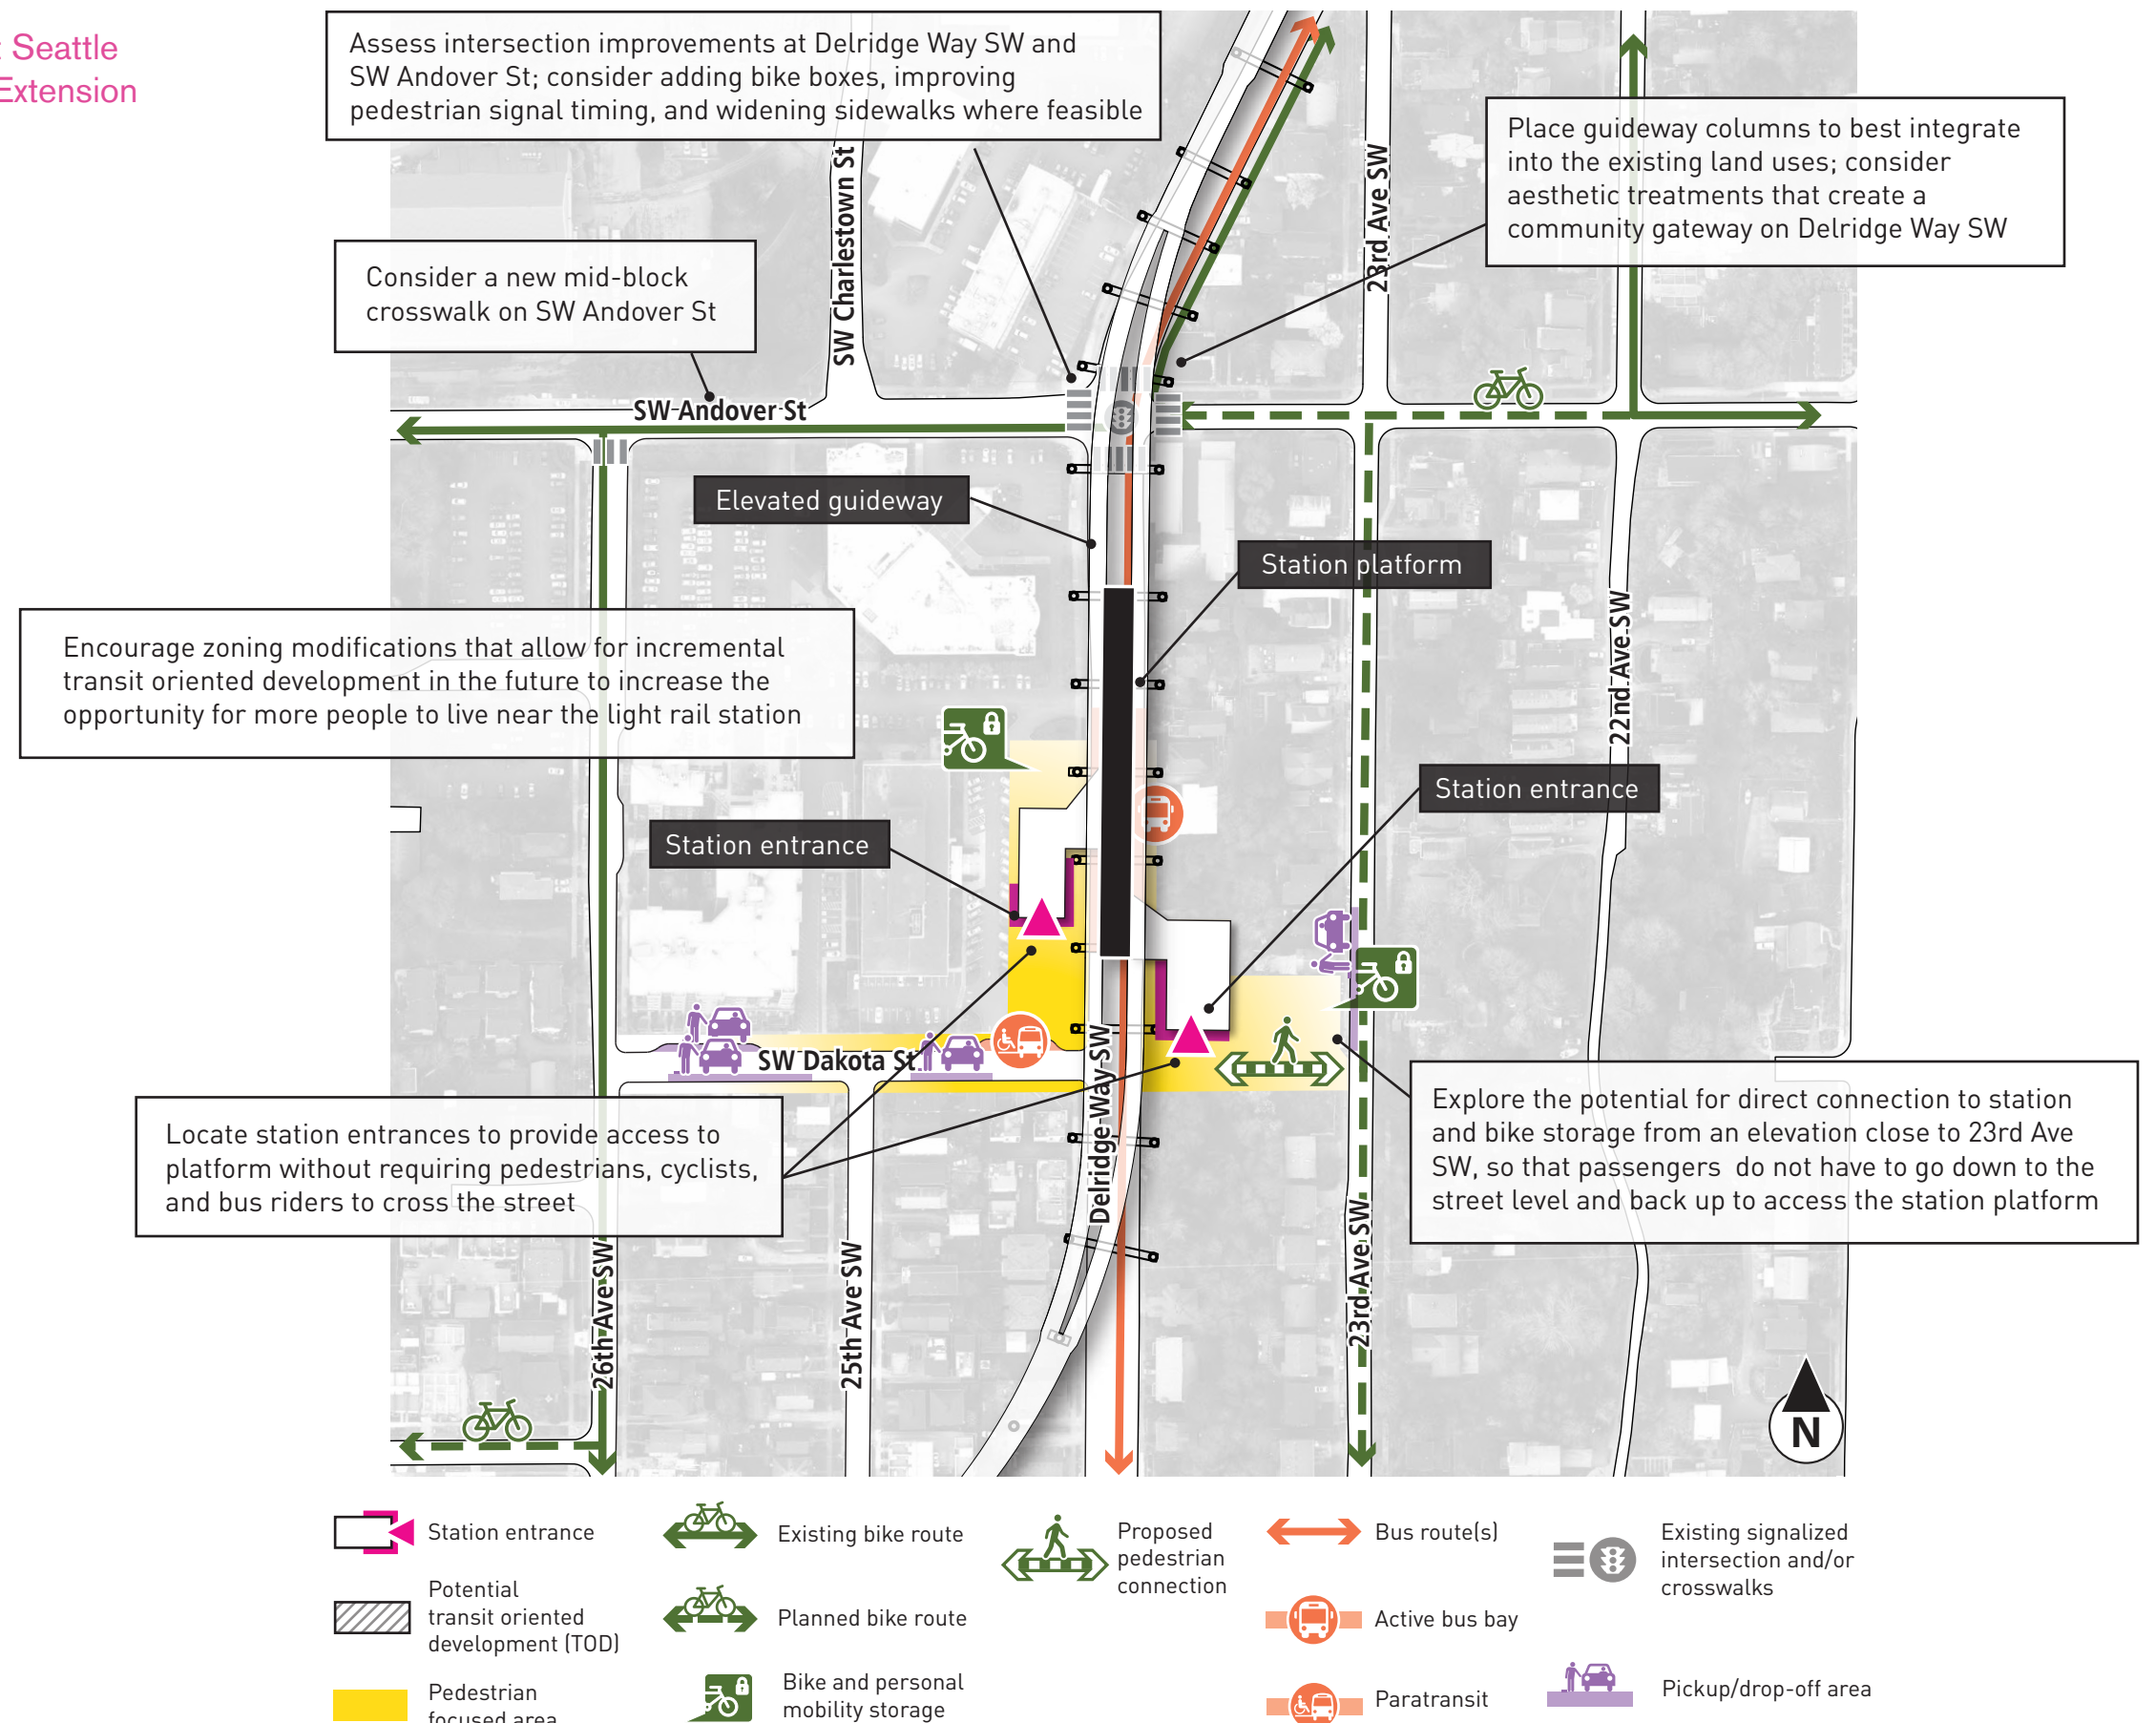 Seattle
Extension
Assess intersection improvements at Delridge Way SW and
SW Andover St; consider adding bike boxes, improving
pedestrian signal timing, and widening sidewalks where feasible
Place guideway columns to best integrate
into the existing land uses; consider
aesthetic treatments that create a
community gateway on Delridge Way SW
Consider a new mid-block
crosswalk on SW Andover St
SW Charlestown St
23rd Ave SW
SW Andover St
Elevated guideway
Station platform
Encourage zoning modifications that allow for incremental
transit oriented development in the future to increase the
opportunity for more people to live near the light rail station
22nd Ave SW
Station entrance
Station entrance
SW Dakota St
Delridge Way SW
Locate station entrances to provide access to
platform without requiring pedestrians, cyclists,
and bus riders to cross the street
Explore the potential for direct connection to station
and bike storage from an elevation close to 23rd Ave
SW, so that passengers do not have to go down to the
street level and back up to access the station platform
26th Ave SW
25th Ave SW
23rd Ave SW
N
Station entrance
Potential
transit oriented
development (TOD)
Pedestrian
focused area
Existing bike route
Planned bike route
Bike and personal
mobility storage
Proposed
pedestrian
connection
Bus route(s)
Active bus bay
Paratransit
Existing signalized
intersection and/or
crosswalks
Pickup/drop-off area